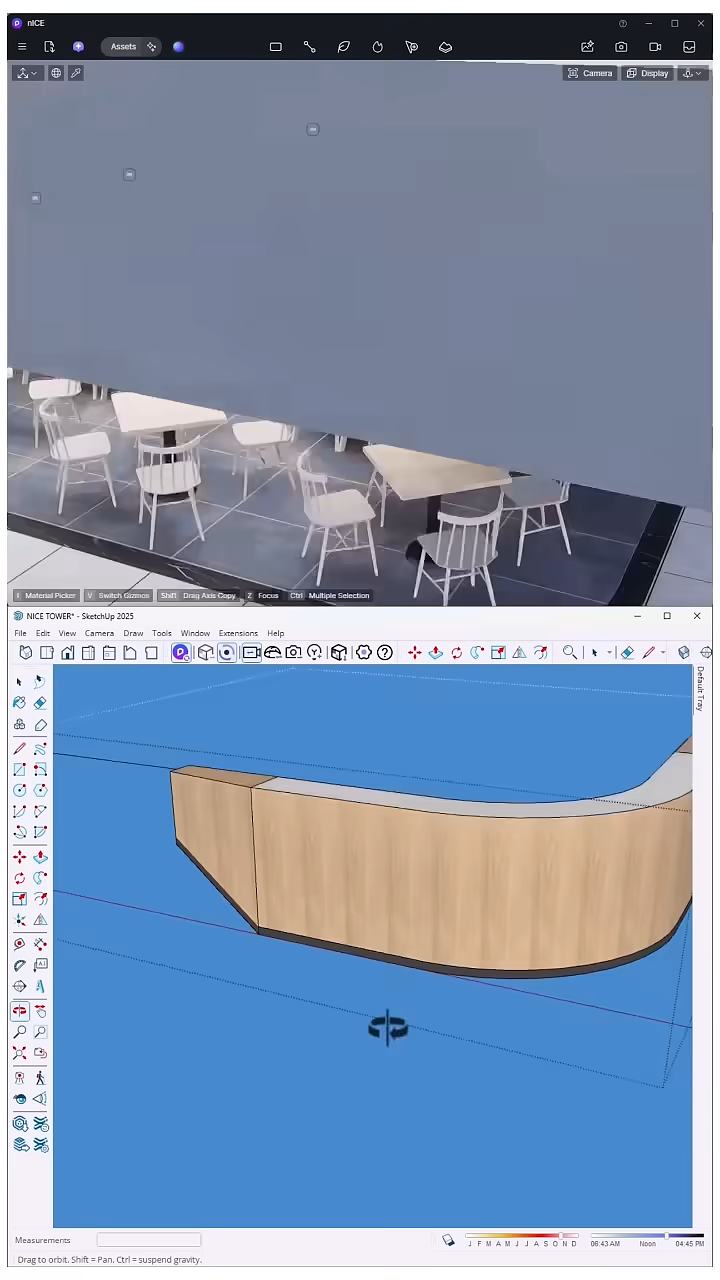 nICE
Assets
Camera
Display
I Material Picker V Switch Gizmos Shift Drag Axis Copy Z Focus Ctrl Multiple Selection
NICE TOWER* - SketchUp 2025
File Edit View Camera Draw Tools Window Extensions Help
Default Tray
Measurements
J F M A M J J A S O N D
06:43 AM Noon 04:45 PM
Drag to orbit. Shift = Pan. Ctrl = suspend gravity.